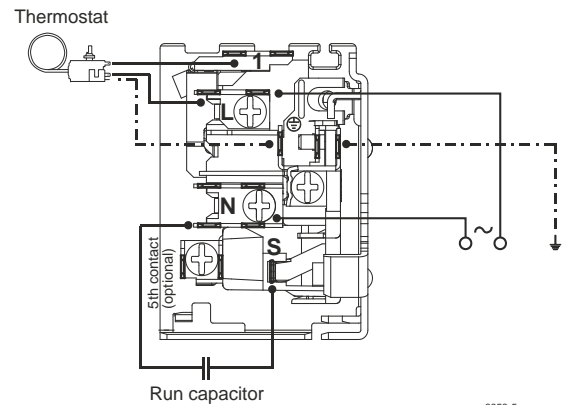 Thermostat
1
L
N
S
5th contact
(optional)
~
Run capacitor